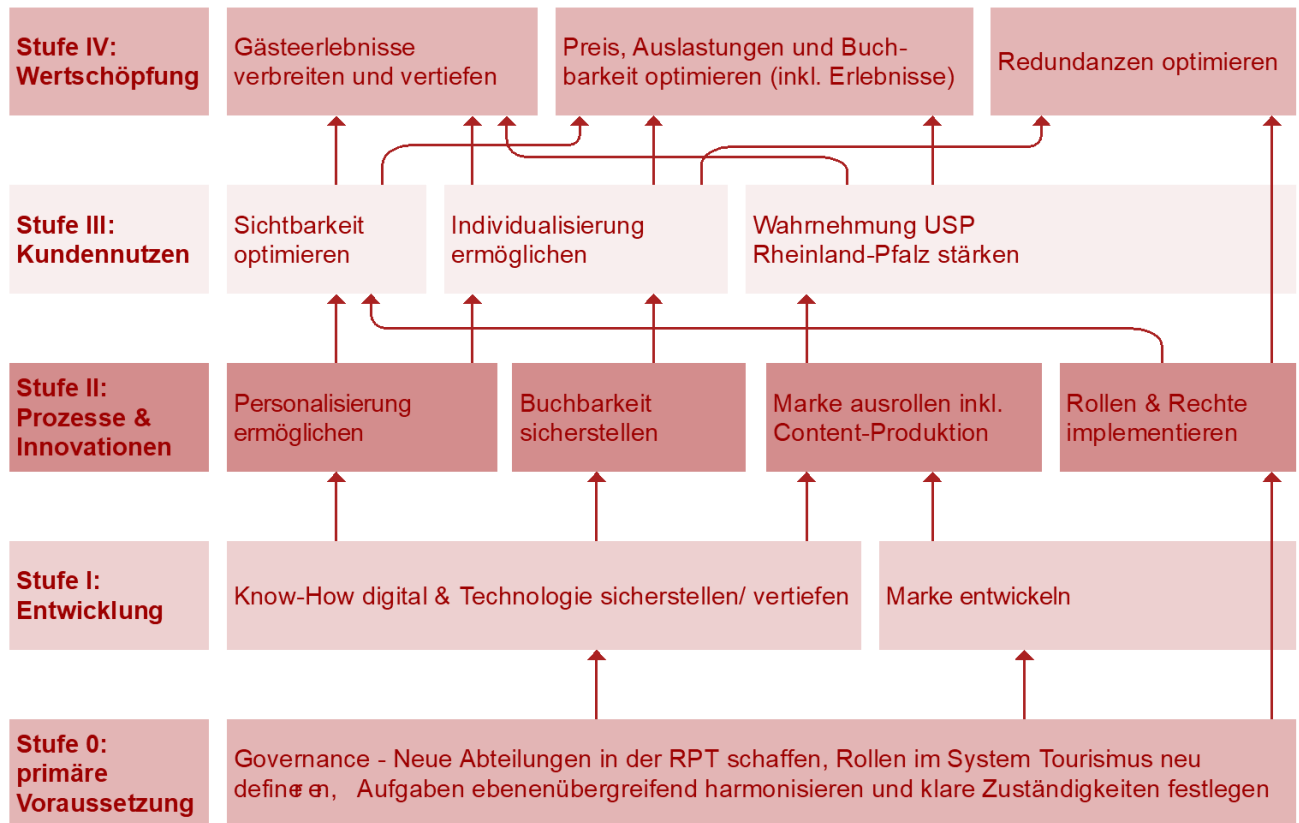 Stufe IV:
Wertschöpfung
Gästeerlebnisse
verbreiten und vertiefen
Preis, Auslastungen und Buch-
barkeit optimieren (inkl. Erlebnisse)
Redundanzen optimieren
Stufe III:
Kundennutzen
Sichtbarkeit
optimieren
Individualisierung
ermöglichen
Wahrnehmung USP
Rheinland-Pfalz stärken
Stufe II:
Prozesse &
Innovationen
Personalisierung
ermöglichen
Buchbarkeit
sicherstellen
Marke ausrollen inkl.
Content-Produktion
Rollen & Rechte
implementieren
Stufe I:
Entwicklung
Know-How digital & Technologie sicherstellen/ vertiefen
Marke entwickeln
Stufe 0:
primäre
Voraussetzung
Governance - Neue Abteilungen in der RPT schaffen, Rollen im System Tourismus neu
Aufgaben ebenenübergreifend harmonisieren und klare Zuständigkeiten festlegen